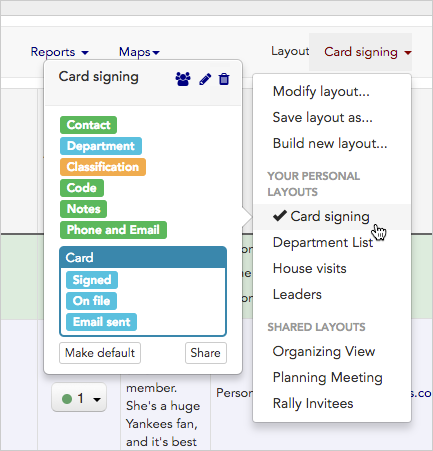 Reports
Maps
Layout
Card signing
Card signing
Contact
Department
Classification
Code
Notes
Phone and Email
Card
Signed
On file
Email sent
Make default
Share
Modify layout...
Save layout as...
Build new layout...
YOUR PERSONAL
LAYOUTS
Card signing
Department List
House visits
Leaders
SHARED LAYOUTS
Organizing View
Planning Meeting
Rally Invitees
1
member.
She's a huge
Yankees fan,
and it's best
Person
s.co